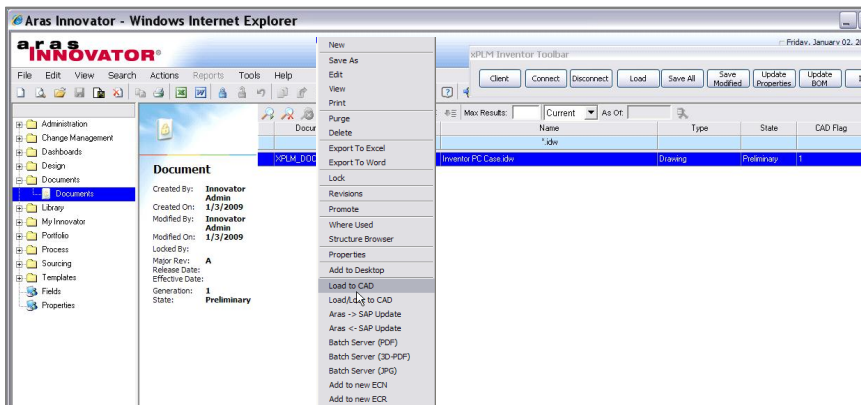 Aras Innovator - Windows Internet Explorer
aras
INNOVATOR®
Friday, January 02, 2
xPLM Inventor Toolbar
File Edit View Search Actions Reports Tools Help
Client Connect Disconnect Load Save All Save Modified Update Properties Update BOM
Max Results: Current As Of:
Administration
Change Management
Dashboards
Design
Documents
Documents
Library
My Innovator
Portfolio
Process
Sourcing
Templates
Fields
Properties
Document
Created By: Innovator Admin
Created On: 1/3/2009
Modified By: Innovator Admin
Modified On: 1/3/2009
Locked By:
Major Rev: A
Release Date:
Effective Date:
Generation: 1
State: Preliminary
Docum
XPLM_DOC
New
Save As
Edit
View
Print
Purge
Delete
Export To Excel
Export To Word
Lock
Revisions
Promote
Where Used
Structure Browser
Properties
Add to Desktop
Load to CAD
Load/Lock to CAD
Aras -> SAP Update
Aras <- SAP Update
Batch Server (PDF)
Batch Server (3D-PDF)
Batch Server (JPG)
Add to new ECN
Add to new ECR
Name Type State CAD Flag
*.idw
Inventor PC Case.idw Drawing Preliminary 1